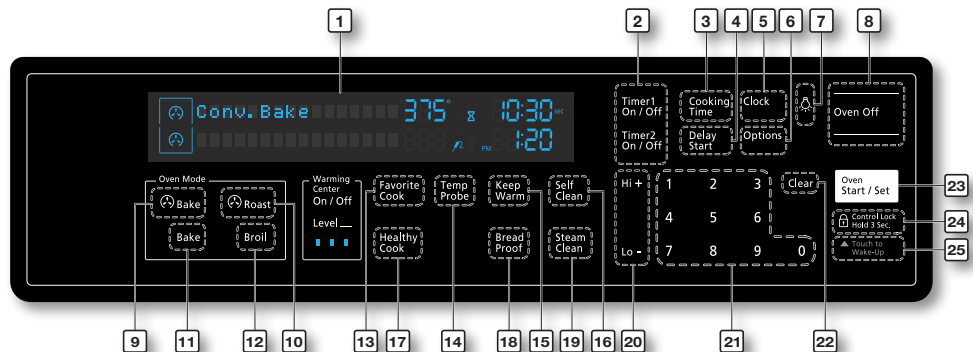 1 2 3 4 5 6 7 8
Conv. Bake 375° 10:30 sec
2 PM 1:20
Timer1
On / Off
Timer2
On / Off
Cooking
Time
Delay
Start
Clock
Options
Oven Off
Oven Mode
Bake
Roast
Bake
Broil
Warming
Center
On / Off
Level
Favorite
Cook
Healthy
Cook
Temp
Probe
Keep
Warm
Bread
Proof
Self
Clean
Steam
Clean
Hi +
Lo -
1 2 3
4 5 6
7 8 9 0
Clear
Oven
Start / Set
Control Lock
Hold 3 Sec.
Touch to
Wake-Up
23
24
25
9 11 12 10 13 17 14 18 15 19 16 20 21 22